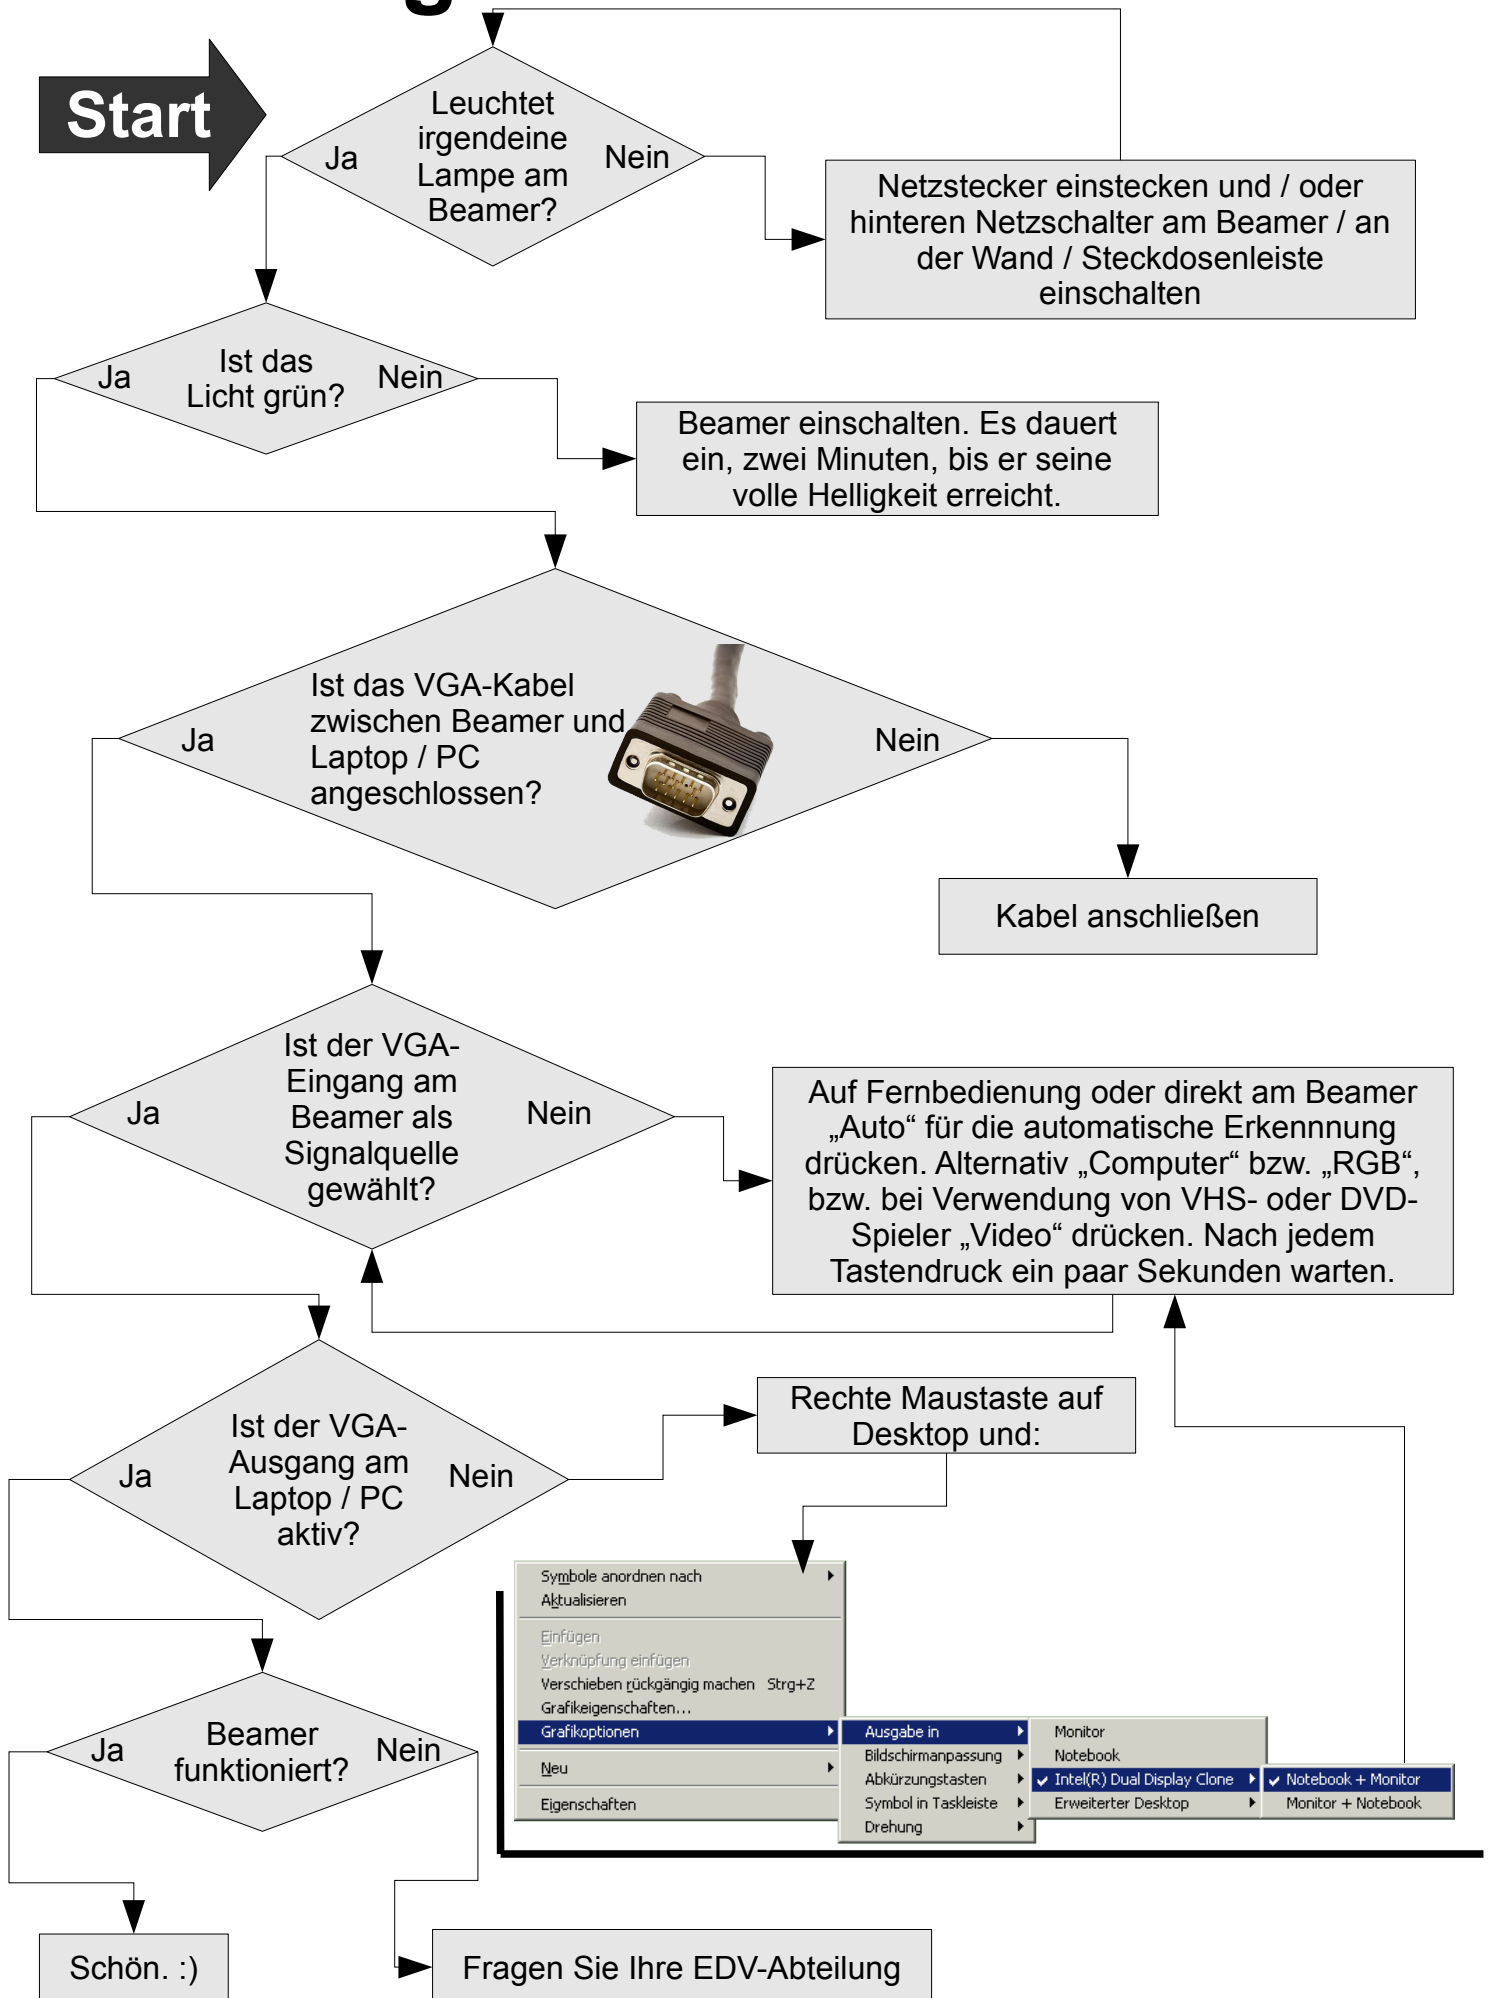 Start
Leuchtet
irgendeine
Lampe am
Beamer?
Ja
Nein
Netzstecker einstecken und / oder
hinteren Netzschalter am Beamer / an
der Wand / Steckdosenleiste
einschalten
Ist das
Licht grün?
Ja
Nein
Beamer einschalten. Es dauert
ein, zwei Minuten, bis er seine
volle Helligkeit erreicht.
Ist das VGA-Kabel
zwischen Beamer und
Laptop / PC
angeschlossen?
Ja
Nein
Kabel anschließen
Ist der VGA-
Eingang am
Beamer als
Signalquelle
gewählt?
Ja
Nein
Auf Fernbedienung oder direkt am Beamer
„Auto“ für die automatische Erkennnung
drücken. Alternativ „Computer“ bzw. „RGB“,
bzw. bei Verwendung von VHS- oder DVD-
Spieler „Video“ drücken. Nach jedem
Tastendruck ein paar Sekunden warten.
Ist der VGA-
Ausgang am
Laptop / PC
aktiv?
Ja
Nein
Rechte Maustaste auf
Desktop und:
Symbole anordnen nach
Aktualisieren
Einfügen
Verknüpfung einfügen
Verschieben rückgängig machen Strg+Z
Grafikeigenschaften...
Grafikoptionen
Neu
Eigenschaften
Ausgabe in
Bildschirmanpassung
Abkürzungstasten
Symbol in Taskleiste
Drehung
Monitor
Notebook
Intel(R) Dual Display Clone
Erweiterter Desktop
Notebook + Monitor
Monitor + Notebook
Beamer
funktioniert?
Ja
Nein
Schön. :)
Fragen Sie Ihre EDV-Abteilung